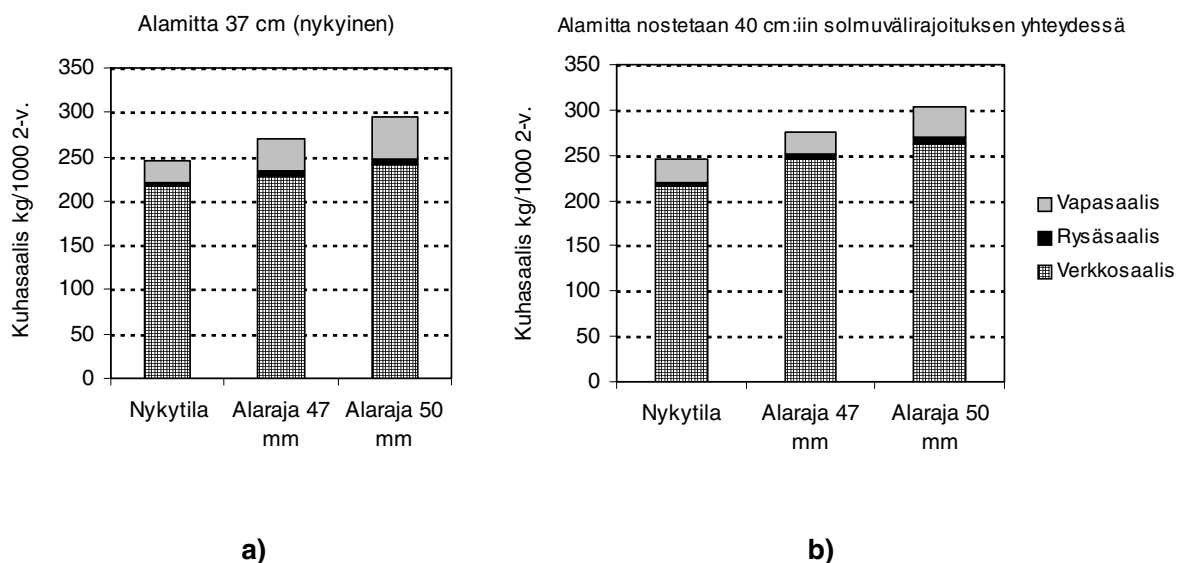 Alamitta 37 cm (nykyinen)
Kuhasaalis kg/1000 2-v.
350
300
250
200
150
100
50
0
Nykytila
Alaraja 47
mm
Alaraja 50
mm
a)
Alamitta nostetaan 40 cm:iin solmuvälirajoituksen yhteydessä
Kuhasaalis kg/1000 2-v.
350
300
250
200
150
100
50
0
Nykytila
Alaraja 47
mm
Alaraja 50
mm
Vapasaalis
Rysäsaalis
Verkkosaalis
b)